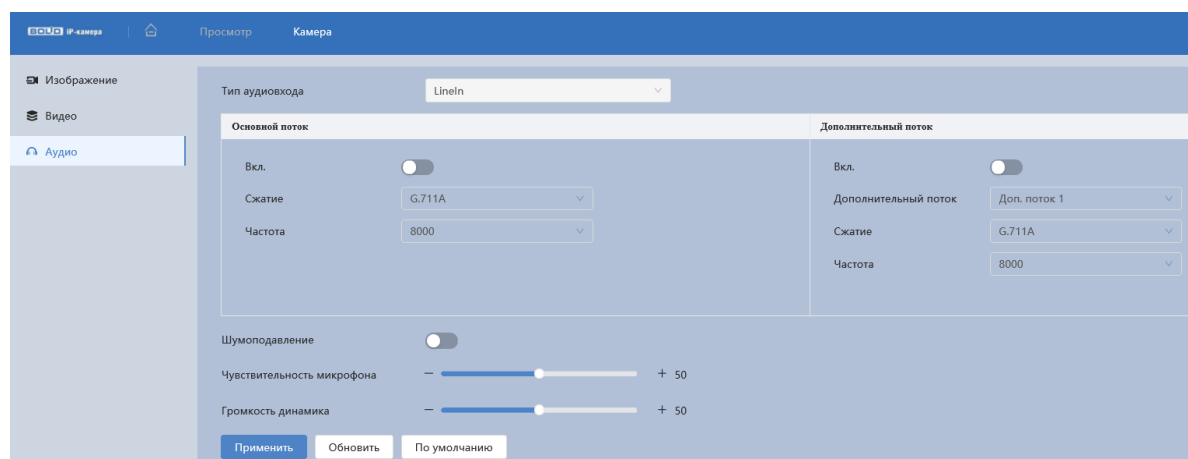 BOLID IP-камера Просмотр Камера
Изображение
Видео
Аудио
Тип аудиовхода LineIn
Основной поток
Вкл.
Сжатие G.711A
Частота 8000
Дополнительный поток
Вкл.
Дополнительный поток Доп. поток 1
Сжатие G.711A
Частота 8000
Шумоподавление
Чувствительность микрофона − + 50
Громкость динамика − + 50
Применить Обновить По умолчанию